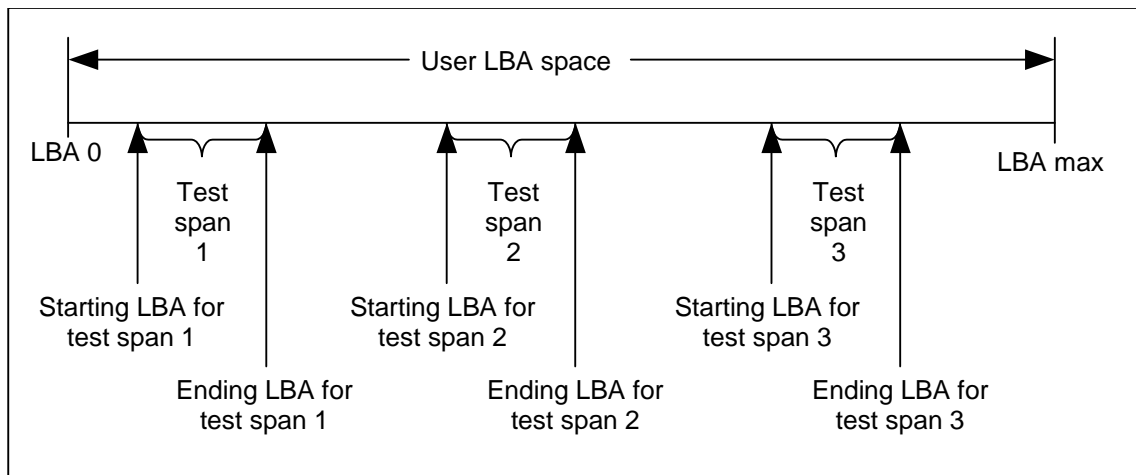 User LBA space
LBA 0
LBA max
Test
span
1
Test
span
2
Test
span
3
Starting LBA for
test span 1
Starting LBA for
test span 2
Starting LBA for
test span 3
Ending LBA for
test span 1
Ending LBA for
test span 2
Ending LBA for
test span 3